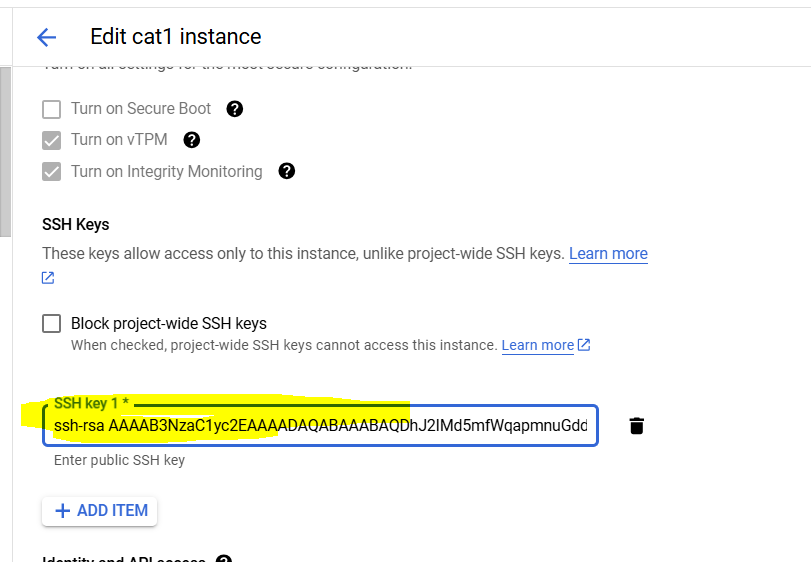 Edit cat1 instance
Turn on all settings for the most secure configuration.
Turn on Secure Boot
Turn on vTPM
Turn on Integrity Monitoring
SSH Keys
These keys allow access only to this instance, unlike project-wide SSH keys. Learn more
Block project-wide SSH keys
When checked, project-wide SSH keys cannot access this instance. Learn more
SSH key 1 *
ssh-rsa AAAAB3NzaC1yc2EAAAADAQABAAABAQDhJ2IMd5mfWqapmnuGdd
Enter public SSH key
+ ADD ITEM
Identity and API access